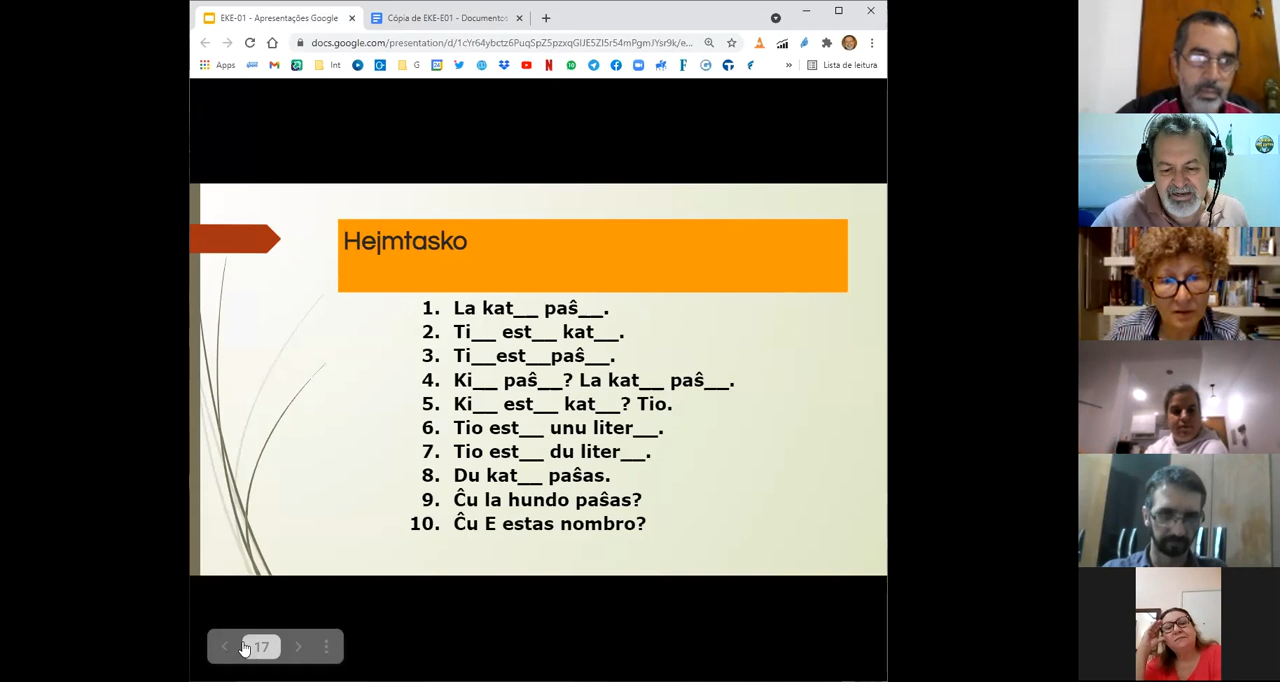 EKE-01 - Apresentações Google
Cópia de EKE-E01 - Documentos
docs.google.com/presentation/d/1cYr64ybctz6PuqSpZ5pzxqGlJE5ZJ5r54mPgmJYsr9k/e...
Apps
Int
G
Lista de leitura
Hejmtasko
1. La kat__ paŝ__.
2. Ti__ est__ kat__.
3. Ti__est__paŝ__.
4. Ki__ paŝ__? La kat__ paŝ__.
5. Ki__ est__ kat__? Tio.
6. Tio est__ unu liter__.
7. Tio est__ du liter__.
8. Du kat__ paŝas.
9. Ĉu la hundo paŝas?
10. Ĉu E estas nombro?
17